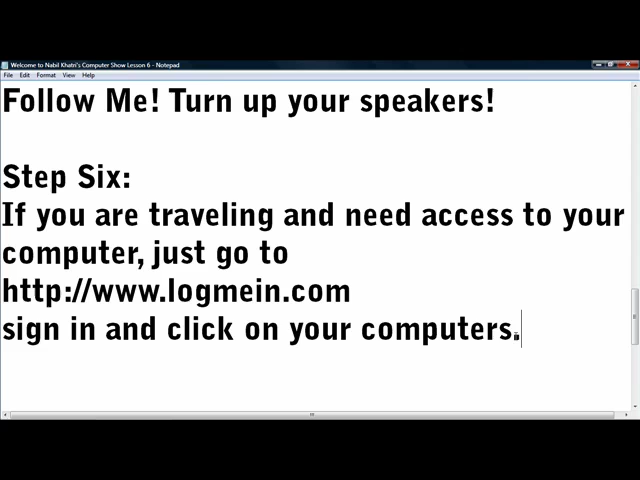 Welcome to Nabil Khatri's Computer Show Lesson 6 - Notepad
File Edit Format View Help
Follow Me! Turn up your speakers!
Step Six:
If you are traveling and need access to your
computer, just go to
http://www.logmein.com
sign in and click on your computers.